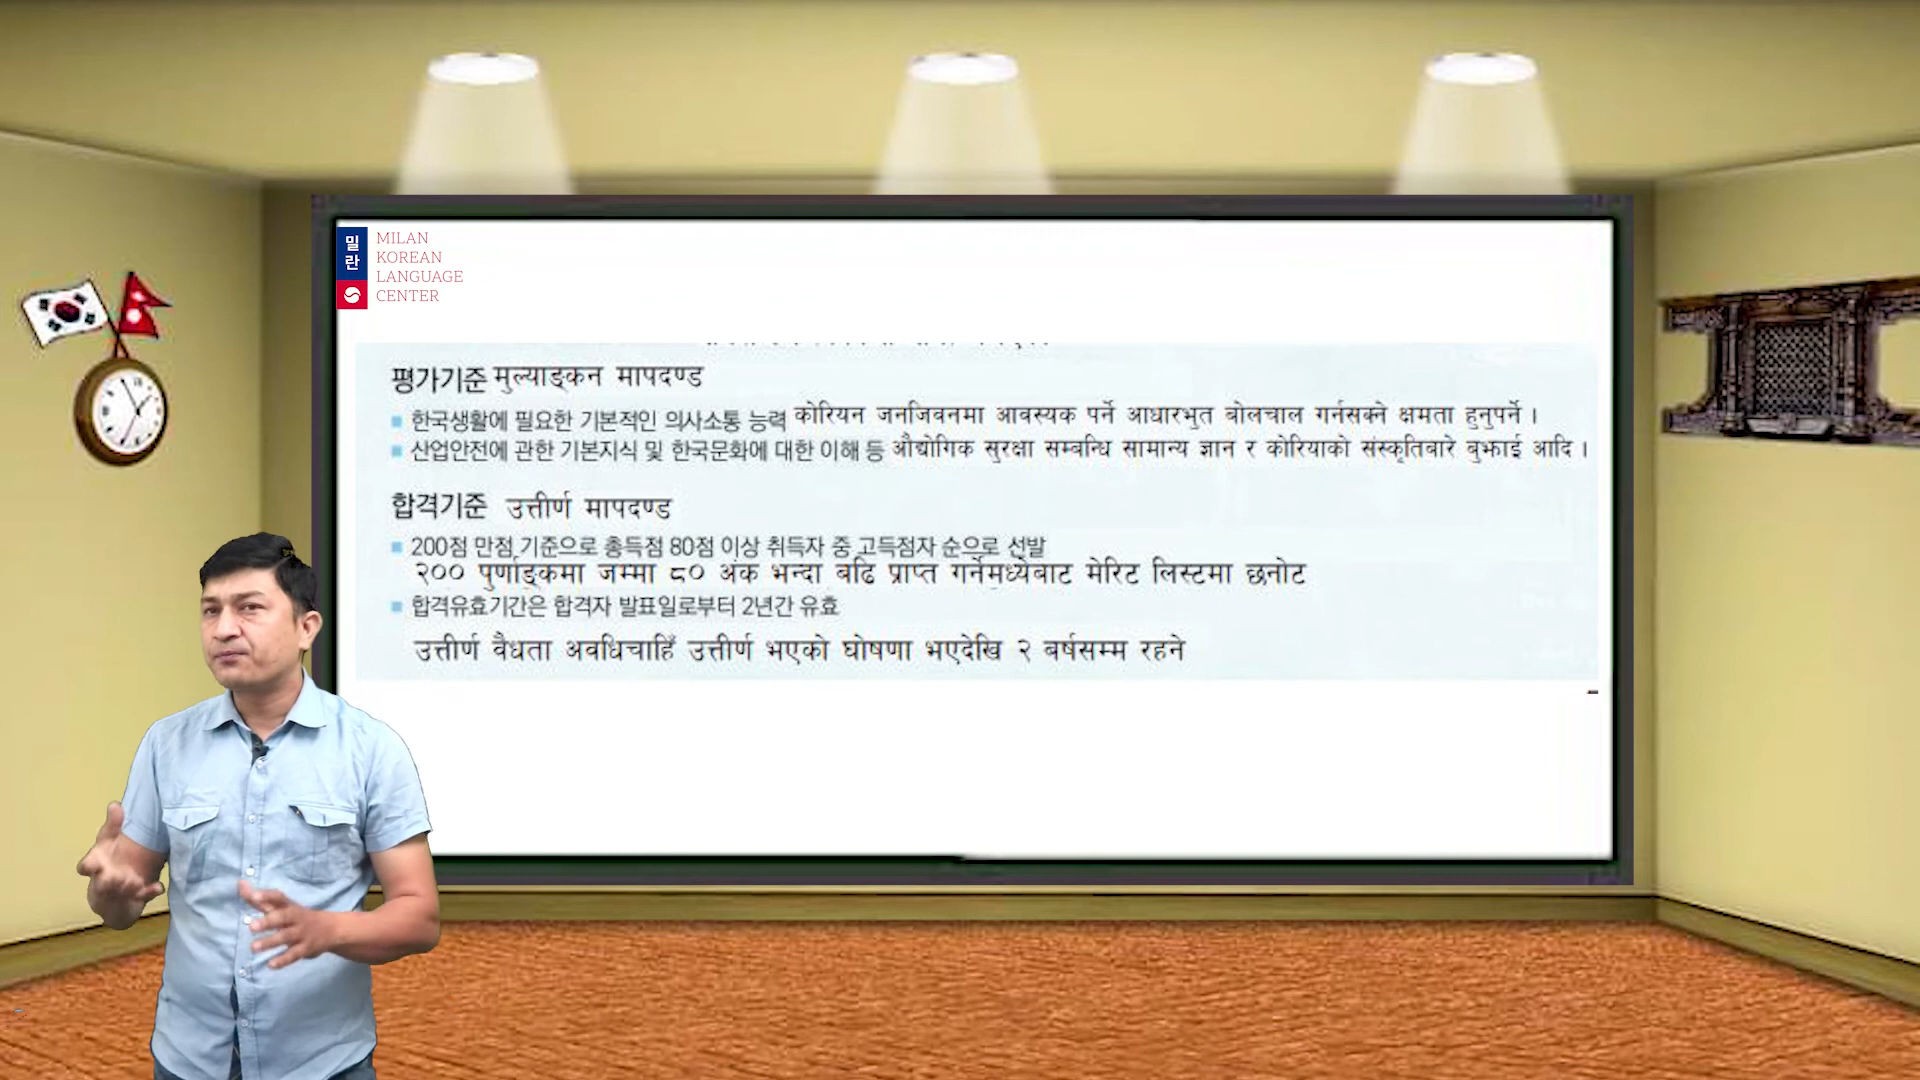 밀란
MILAN
KOREAN
LANGUAGE
CENTER
평가기준 मुल्याङ्कन मापदण्ड
한국생활에 필요한 기본적인 의사소통 능력 कोरियन जनजिवनमा आवस्यक पर्ने आधारभुत बोलचाल गर्नसक्ने क्षमता हुनुपर्ने ।
산업안전에 관한 기본지식 및 한국문화에 대한 이해 등 औद्योगिक सुरक्षा सम्बन्धि सामान्य ज्ञान र कोरियाको संस्कृतिबारे बुझाई आदि ।
합격기준 उत्तीर्ण मापदण्ड
200점 만점 기준으로 총득점 80점 이상 취득자 중 고득점자 순으로 선발
२०० पुर्णाङ्कमा जम्मा ८० अंक भन्दा बढि प्राप्त गर्नेमध्येबाट मेरिट लिस्टमा छनोट
합격유효기간은 합격자 발표일로부터 2년간 유효
उत्तीर्ण वैधता अवधिचाहिँ उत्तीर्ण भएको घोषणा भएदेखि २ बर्षसम्म रहने